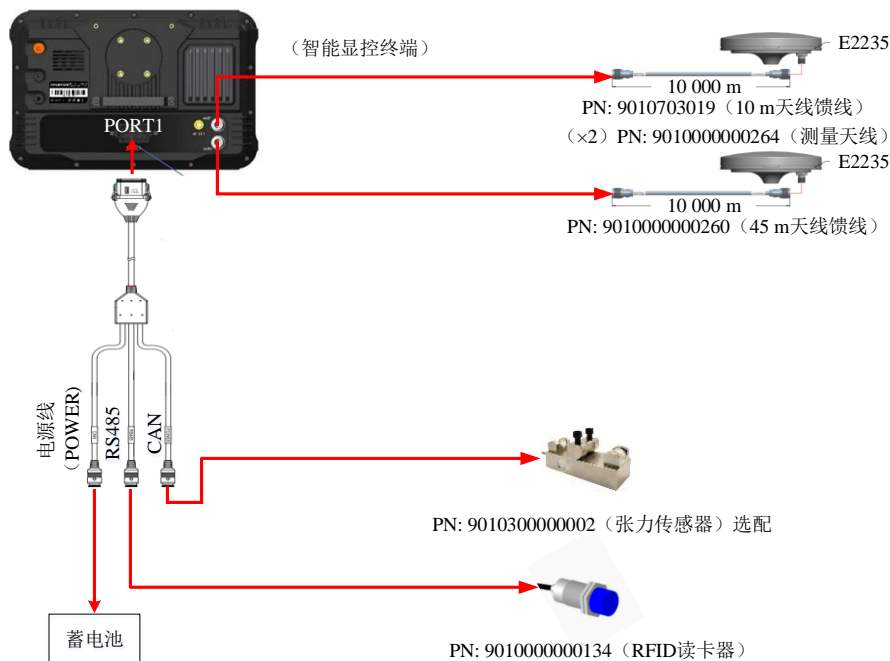 （智能显控终端）
E2235
10 000 m
PN: 9010703019（10 m天线馈线）
（×2）PN: 9010000000264（测量天线）
PORT1
E2235
10 000 m
PN: 9010000000260（45 m天线馈线）
电源线
（POWER)
RS485
CAN
PN: 9010300000002（张力传感器）选配
蓄电池
PN: 9010000000134（RFID读卡器）